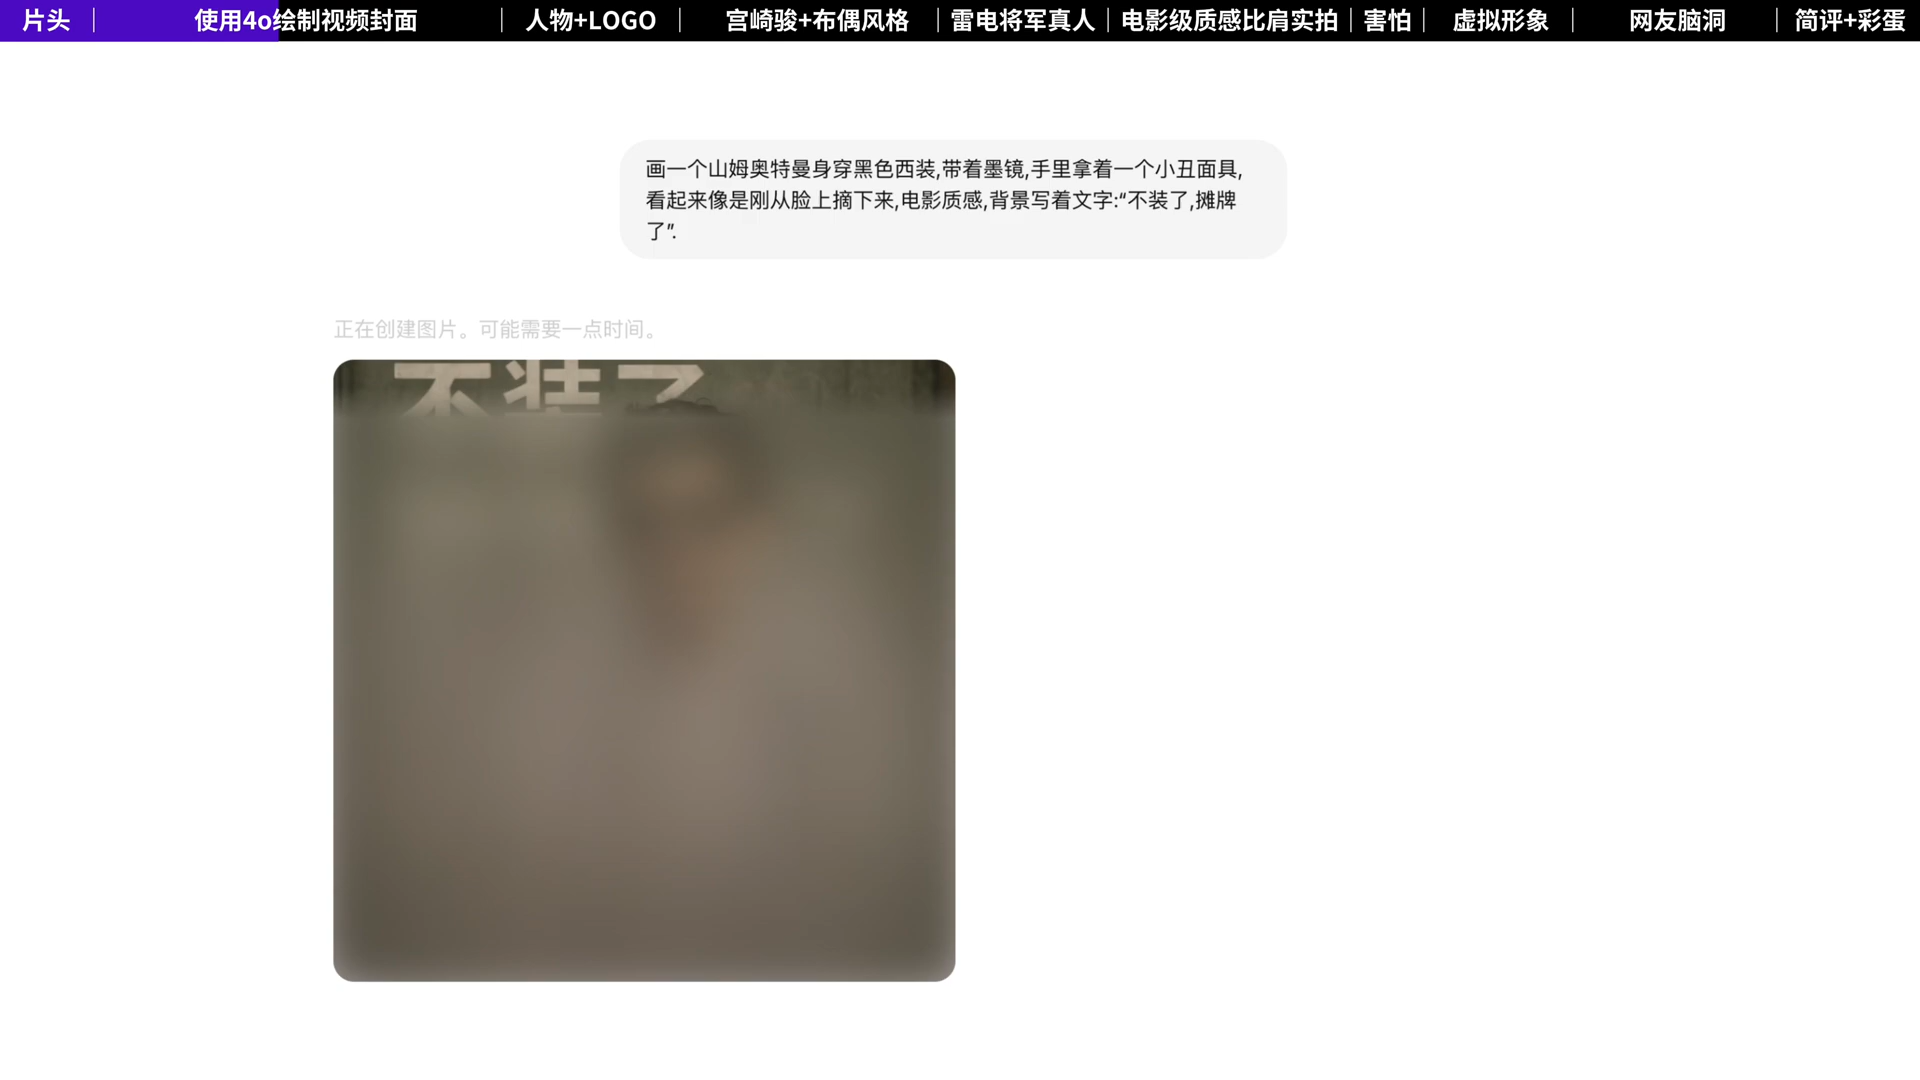 片头
使用4o绘制视频封面
人物+LOGO
宫崎骏+布偶风格
雷电将军真人
电影级质感比肩实拍
害怕
虚拟形象
网友脑洞
简评+彩蛋
画一个山姆奥特曼身穿黑色西装,带着墨镜,手里拿着一个小丑面具,
看起来像是刚从脸上摘下来,电影质感,背景写着文字:“不装了,摊牌
了”.
正在创建图片。可能需要一点时间。
不装了